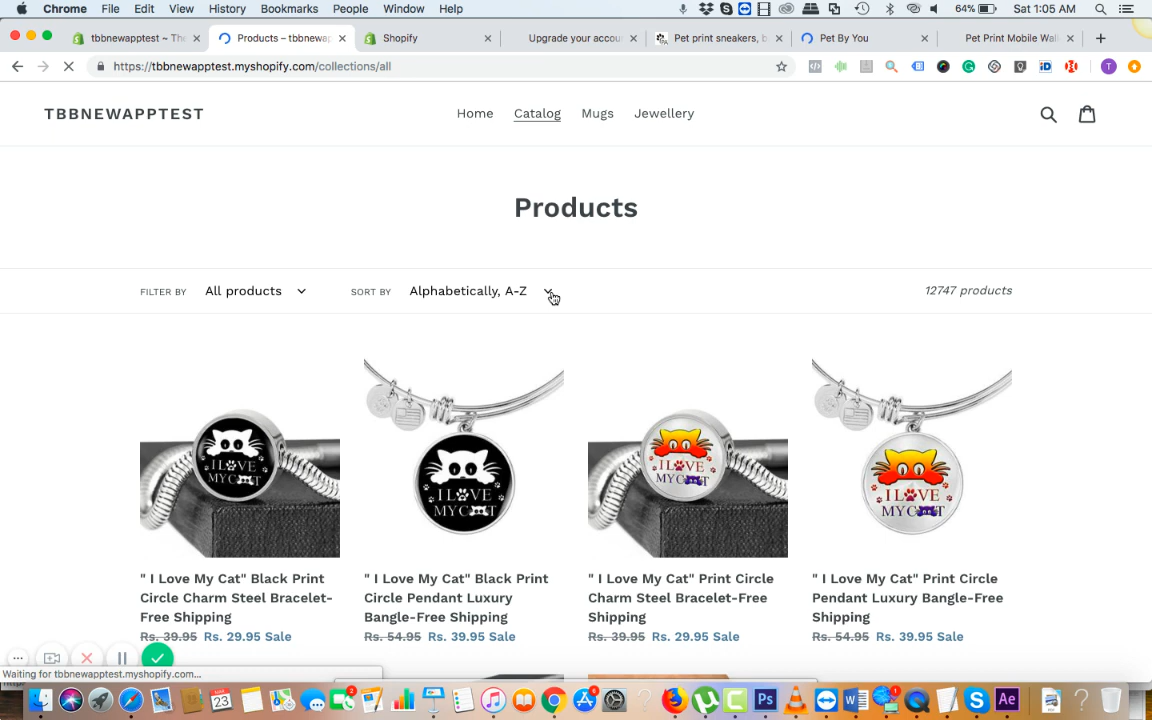 Chrome File Edit View History Bookmarks People Window Help 64% Sat 1:05 AM
tbbnewapptest ~ The Products – tbbnewap Shopify Upgrade your accou Pet print sneakers, b Pet By You Pet Print Mobile Wal
https://tbbnewapptest.myshopify.com/collections/all
T
TBBNEWAPPTEST Home Catalog Mugs Jewellery
Products
FILTER BY All products SORT BY Alphabetically, A-Z 12747 products
I LOVE
MY CAT
I LOVE
MY CAT
I LOVE
MY CAT
I LOVE
MY CAT
" I Love My Cat" Black Print
Circle Charm Steel Bracelet-
Free Shipping
Rs. 39.95 Rs. 29.95 Sale
" I Love My Cat" Black Print
Circle Pendant Luxury
Bangle-Free Shipping
Rs. 54.95 Rs. 39.95 Sale
" I Love My Cat" Print Circle
Charm Steel Bracelet-Free
Shipping
Rs. 39.95 Rs. 29.95 Sale
" I Love My Cat" Print Circle
Pendant Luxury Bangle-Free
Shipping
Rs. 54.95 Rs. 39.95 Sale
Waiting for tbbnewapptest.myshopify.com...
23 2 6 Ps W 1 S Ae